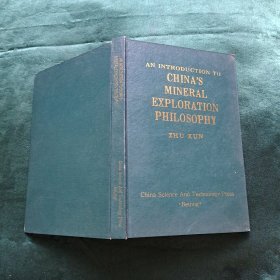 AN INTRODUCTION TO
CHINA'S
MINERAL
EXPLORATION
PHILOSOPHY
ZHU XUN
China Science And Technology Press
·Beijing·